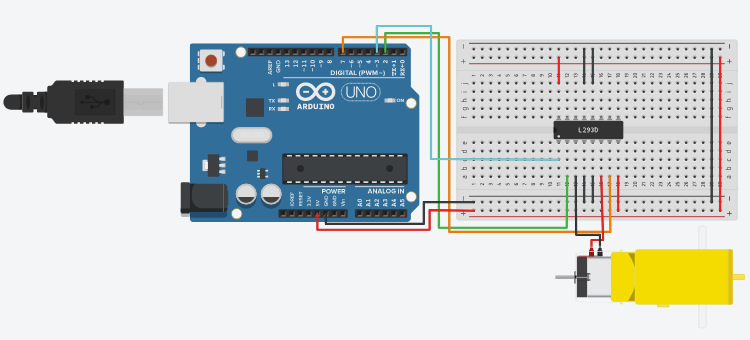 AREF
GND
13
12
~11
~10
~9
8
7
~6
~5
4
~3
2
TX→1
RX←0
DIGITAL (PWM~)
L
TX
RX
UNO
ON
ARDUINO
L293D
POWER
ANALOG IN
IOREF
RESET
3.3V
5V
GND
GND
Vin
A0
A1
A2
A3
A4
A5